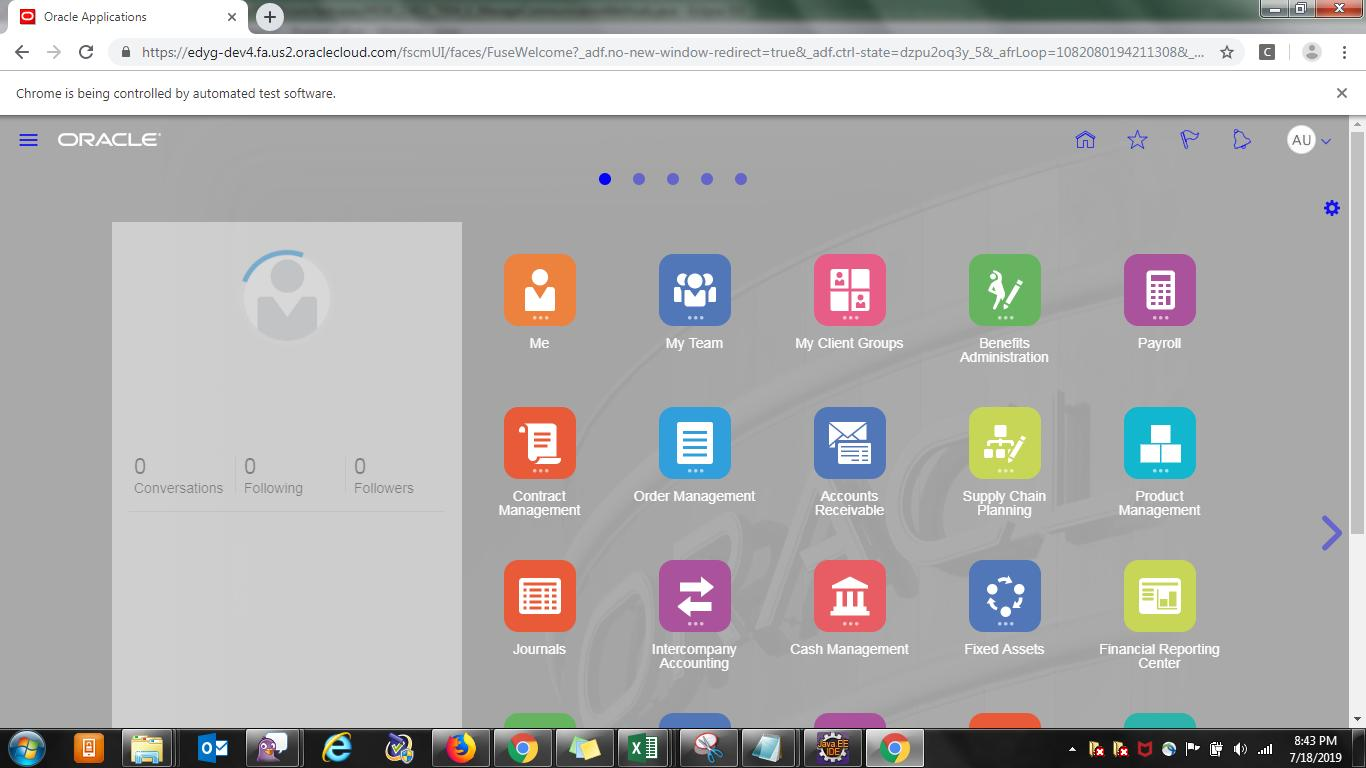 Oracle Applications
https://edyg-dev4.fa.us2.oraclecloud.com/fscmUI/faces/FuseWelcome?_adf.no-new-window-redirect=true&_adf.ctrl-state=dzpu2oq3y_5&_afrLoop=1082080194211308&_...
C
Chrome is being controlled by automated test software.
ORACLE
AU
Me
My Team
My Client Groups
Benefits
Administration
Payroll
0
0
0
Conversations
Following
Followers
Contract
Management
Order Management
Accounts
Receivable
Supply Chain
Planning
Product
Management
Journals
Intercompany
Accounting
Cash Management
Fixed Assets
Financial Reporting
Center
Java EE
IDE
8:43 PM
7/18/2019